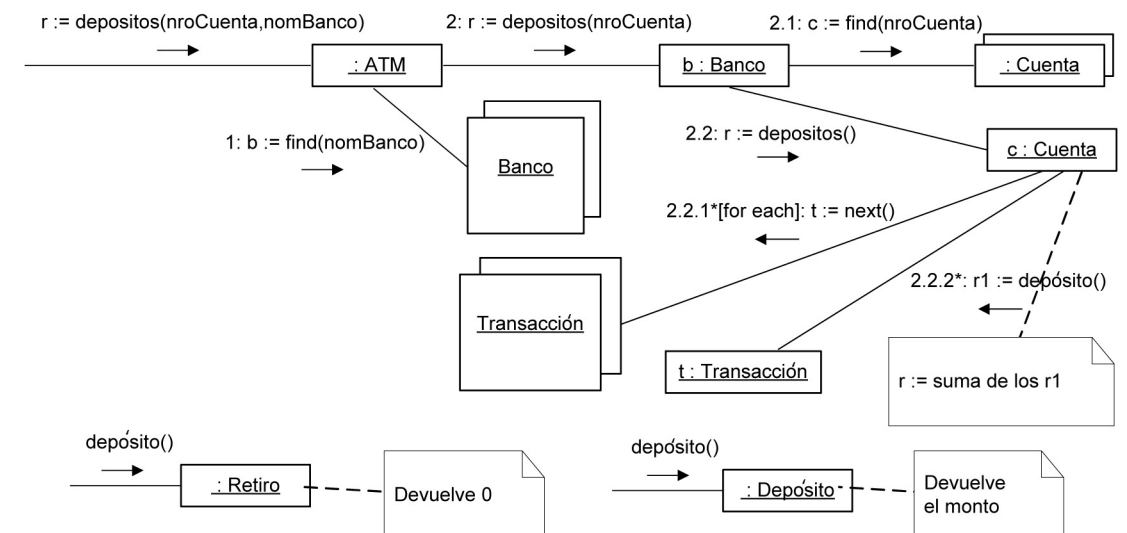 r := depositos(nroCuenta,nomBanco)
2: r := depositos(nroCuenta)
2.1: c := find(nroCuenta)
: ATM
b : Banco
: Cuenta
1: b := find(nomBanco)
Banco
2.2: r := depositos()
c : Cuenta
2.2.1*[for each]: t := next()
2.2.2*: r1 := depósito()
Transacción
t : Transacción
r := suma de los r1
depósito()
: Retiro
Devuelve 0
depósito()
: Depósito
Devuelve
el monto